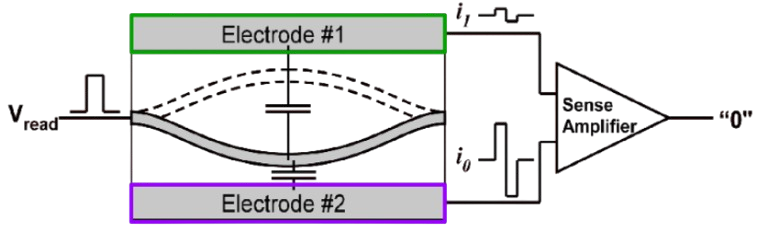 Electrode #1
i1
Vread
Sense
Amplifier
“0"
i0
Electrode #2